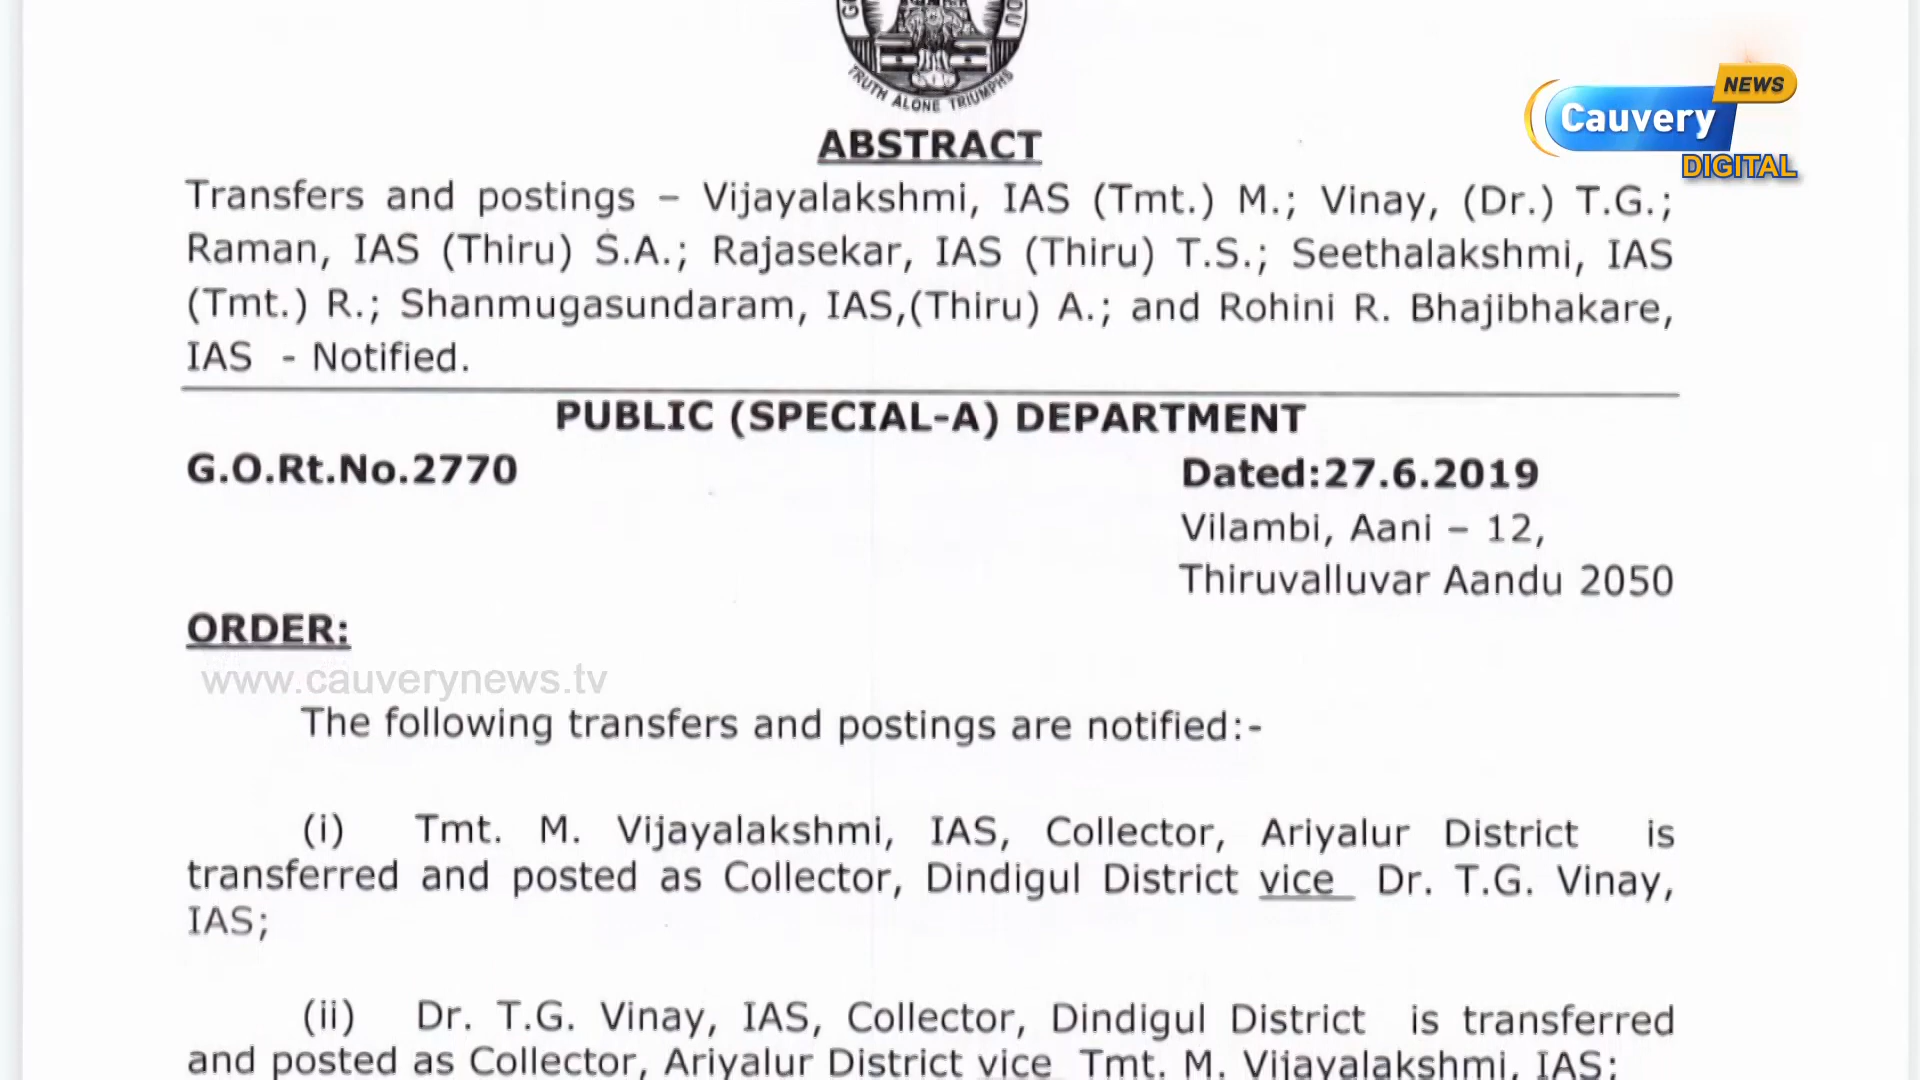 TRUTH ALONE TRIUMPHS
NEWS
Cauvery
DIGITAL
ABSTRACT
Transfers and postings – Vijayalakshmi, IAS (Tmt.) M.; Vinay, (Dr.) T.G.;
Raman, IAS (Thiru) S.A.; Rajasekar, IAS (Thiru) T.S.; Seethalakshmi, IAS
(Tmt.) R.; Shanmugasundaram, IAS,(Thiru) A.; and Rohini R. Bhajibhakare,
IAS - Notified.
PUBLIC (SPECIAL-A) DEPARTMENT
G.O.Rt.No.2770 Dated:27.6.2019
Vilambi, Aani – 12,
Thiruvalluvar Aandu 2050
ORDER:
www.cauverynews.tv
The following transfers and postings are notified:-
(i) Tmt. M. Vijayalakshmi, IAS, Collector, Ariyalur District is
transferred and posted as Collector, Dindigul District vice Dr. T.G. Vinay,
IAS;
(ii) Dr. T.G. Vinay, IAS, Collector, Dindigul District is transferred
and posted as Collector, Ariyalur District vice Tmt. M. Vijayalakshmi, IAS;